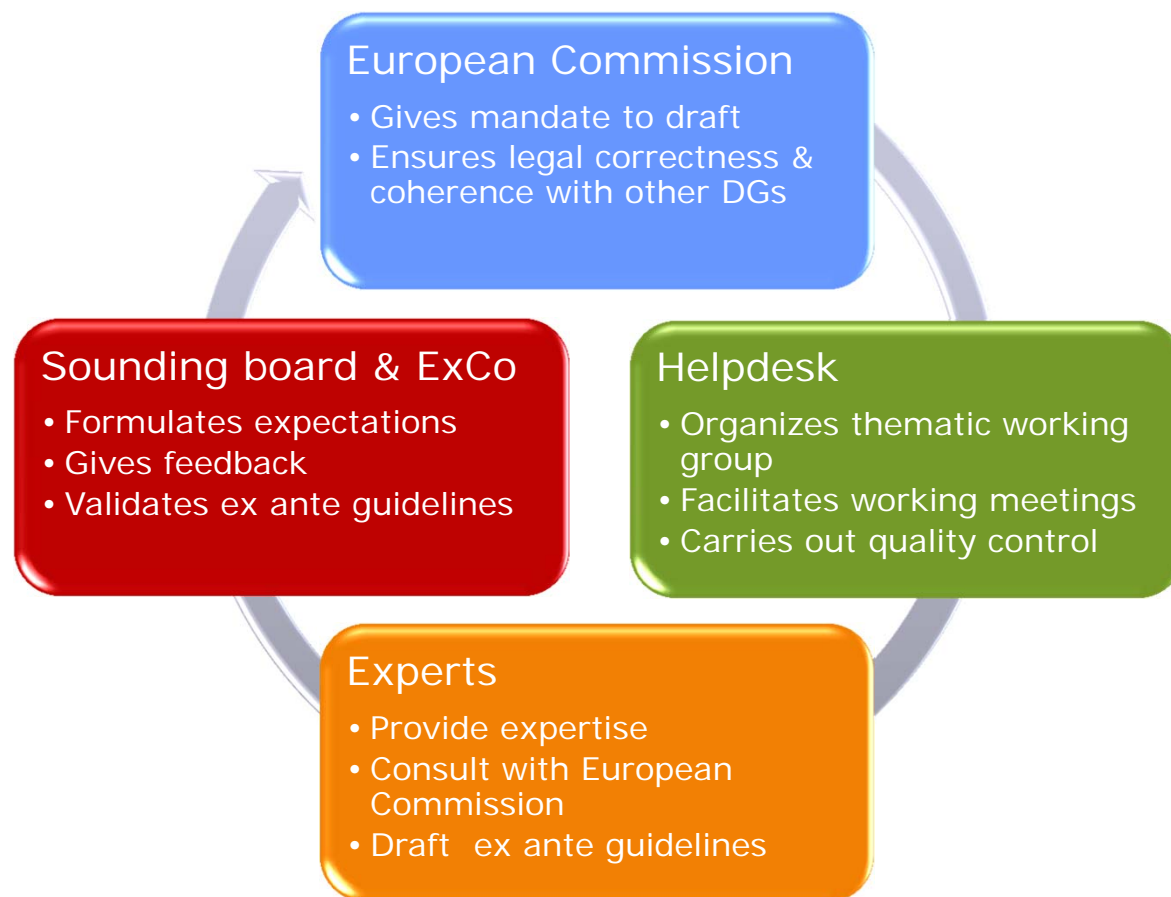 European Commission
• Gives mandate to draft
• Ensures legal correctness &
coherence with other DGs
Sounding board & ExCo
• Formulates expectations
• Gives feedback
• Validates ex ante guidelines
Helpdesk
• Organizes thematic working
group
• Facilitates working meetings
• Carries out quality control
Experts
• Provide expertise
• Consult with European
Commission
• Draft  ex ante guidelines